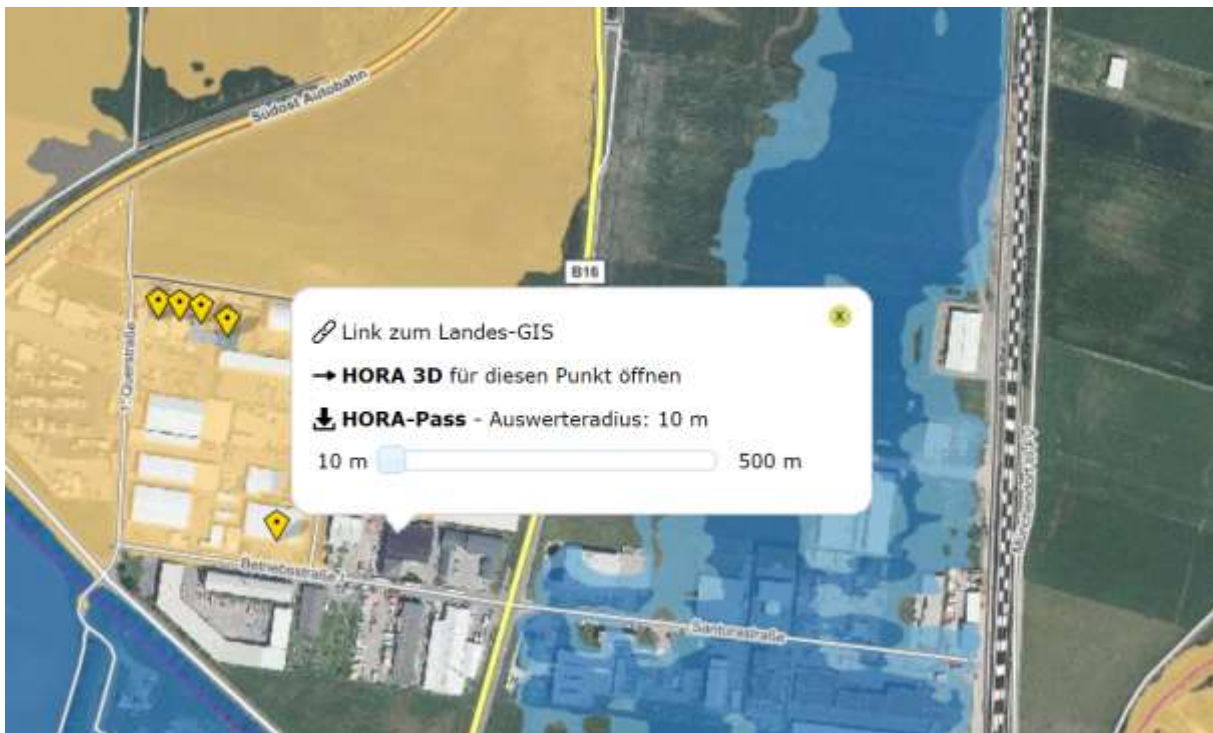 Südost Autobahn
B16
X
Link zum Landes-GIS
→ HORA 3D für diesen Punkt öffnen
HORA-Pass - Auswerteradius: 10 m
10 m 500 m
Betriebsstraße